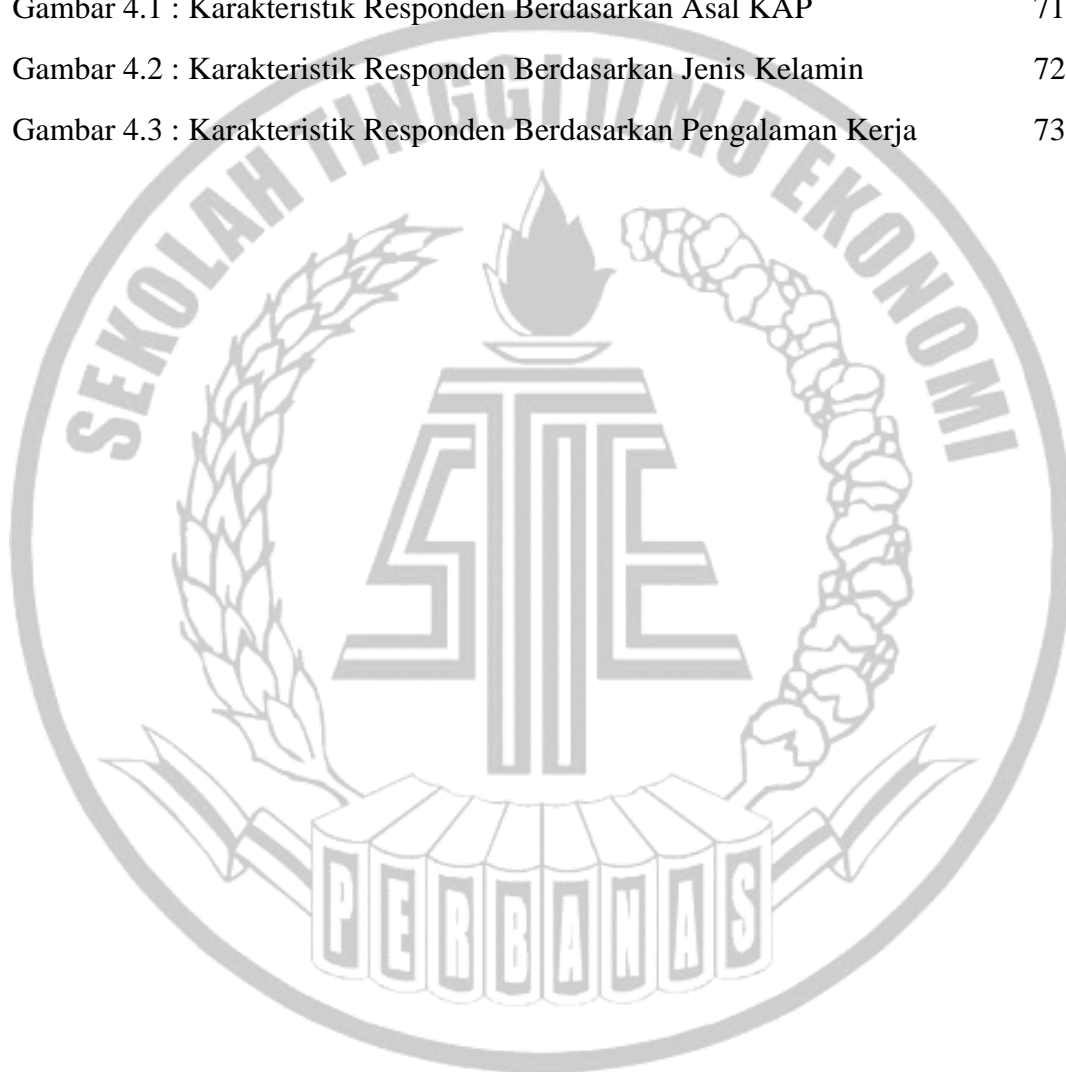 Gambar 4.1 : Karakteristik Responden Berdasarkan Asal KAP 71
Gambar 4.2 : Karakteristik Responden Berdasarkan Jenis Kelamin 72
Gambar 4.3 : Karakteristik Responden Berdasarkan Pengalaman Kerja 73
SEKOLAH TINGGI ILMU EKONOMI
STIE
PERBANAS